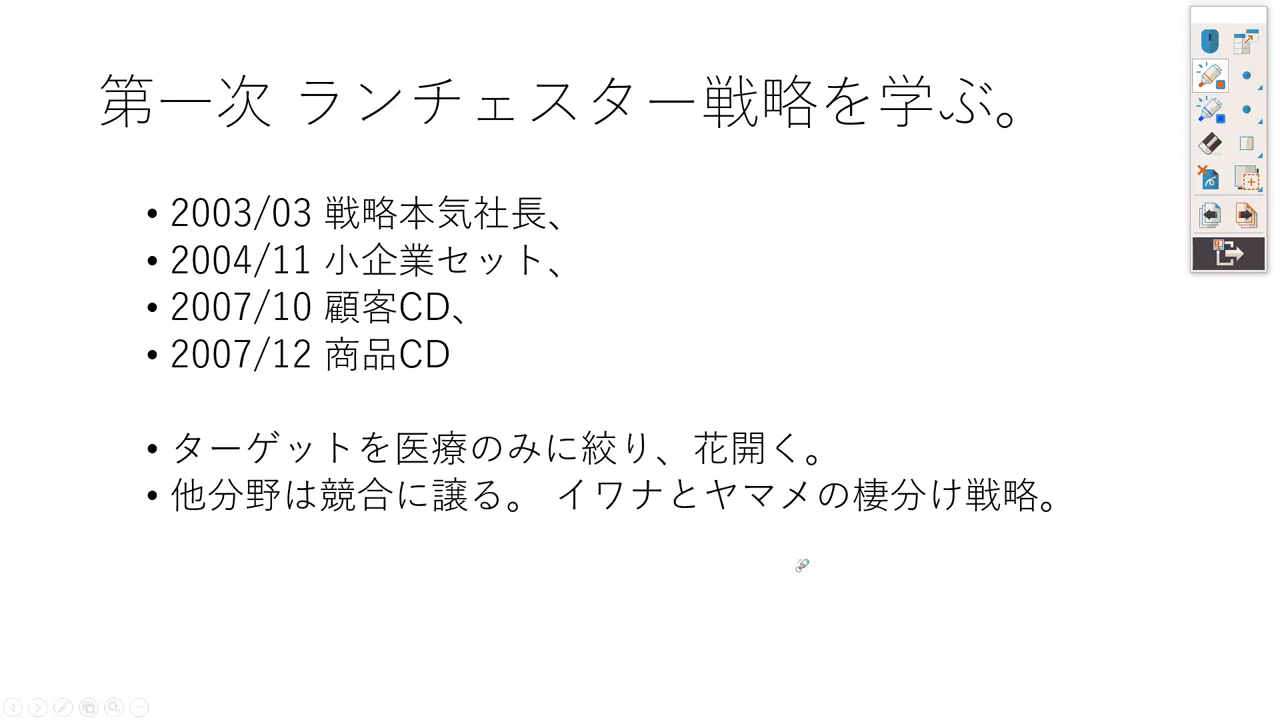 第一次 ランチェスター戦略を学ぶ。
• 2003/03 戦略本気社長、
• 2004/11 小企業セット、
• 2007/10 顧客CD、
• 2007/12 商品CD
• ターゲットを医療のみに絞り、花開く。
• 他分野は競合に譲る。 イワナとヤマメの棲分け戦略。